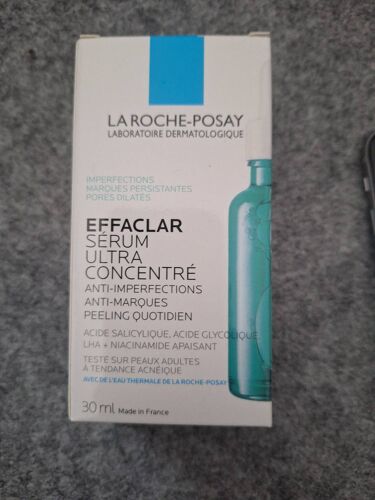 LA ROCHE-POSAY
LABORATOIRE DERMATOLOGIQUE
IMPERFECTIONS
MARQUES PERSISTANTES
PORES DILATÉS
EFFACLAR
SÉRUM
ULTRA
CONCENTRÉ
ANTI-IMPERFECTIONS
ANTI-MARQUES
PEELING QUOTIDIEN
ACIDE SALICYLIQUE, ACIDE GLYCOLIQUE,
LHA + NIACINAMIDE APAISANT
TESTÉ SUR PEAUX ADULTES
À TENDANCE ACNÉIQUE
AVEC DE L'EAU THERMALE DE LA ROCHE-POSAY
30 ml Made in France